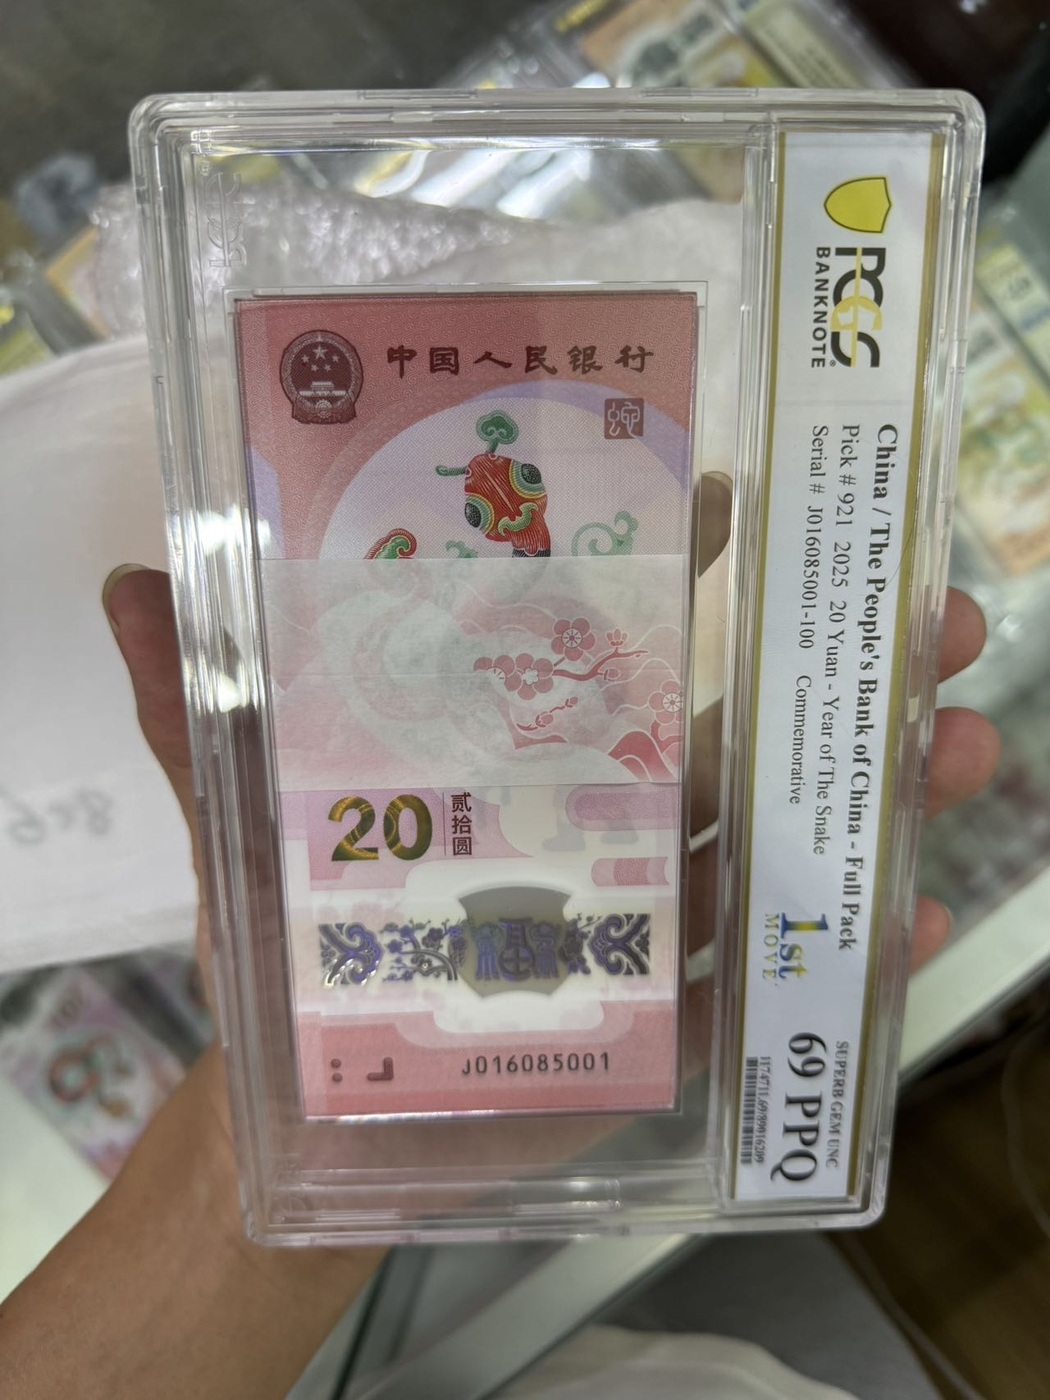 PCGS
BANKNOTE
China / The People's Bank of China - Full Pack
Pick # 921 2025 20 Yuan - Year of The Snake
Serial # J016085001-100 Commemorative
1st
MOVE
SUPERB GEM UNC
69 PPQ
中国人民银行
20
贰拾圆
J016085001